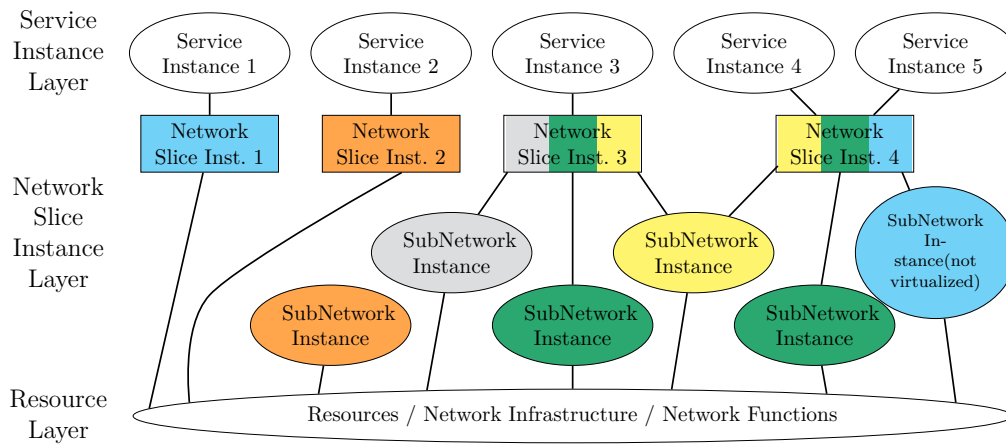 Service
Instance
Layer
Service
Instance 1
Service
Instance 2
Service
Instance 3
Service
Instance 4
Service
Instance 5
Network
Slice Inst. 1
Network
Slice Inst. 2
Network
Slice Inst. 3
Network
Slice Inst. 4
Network
Slice
Instance
Layer
SubNetwork
Instance
SubNetwork
Instance
SubNetwork
In-
stance(not
virtualized)
SubNetwork
Instance
SubNetwork
Instance
SubNetwork
Instance
Resource
Layer
Resources / Network Infrastructure / Network Functions